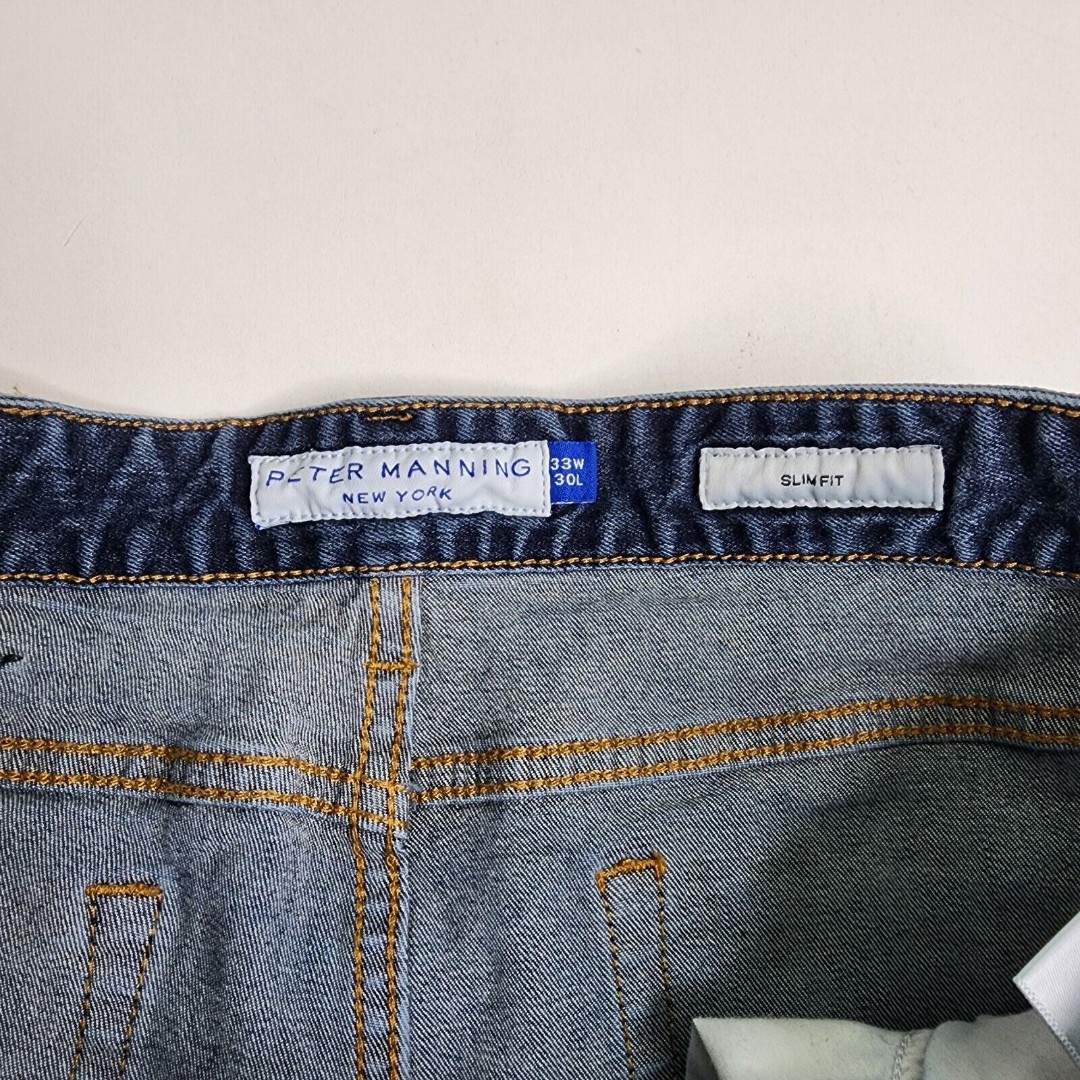 PETER MANNING
NEW YORK
33W
30L
SLIM FIT